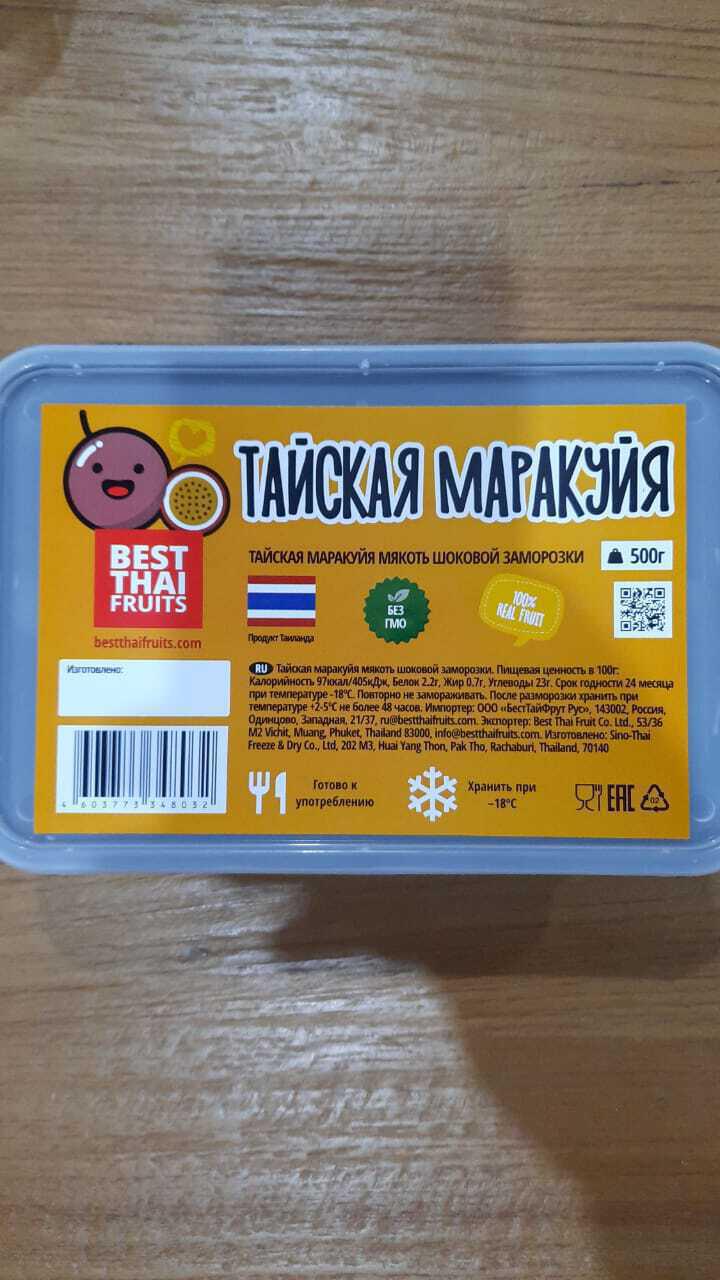 ТАЙСКАЯ МАРАКУЙЯ
ТАЙСКАЯ МАРАКУЙЯ МЯКОТЬ ШОКОВОЙ ЗАМОРОЗКИ
500г
BEST
THAI
FRUITS
bestthaifruits.com
Продукт Таиланда
БЕЗ
ГМО
100%
REAL FRUIT
Изготовлено:
RU Тайская маракуйя мякоть шоковой заморозки. Пищевая ценность в 100г:
Калорийность 97ккал/405кДж, Белок 2.2г, Жир 0.7г, Углеводы 23г. Срок годности 24 месяца
при температуре -18°С. Повторно не замораживать. После разморозки хранить при
температуре +2-5°С не более 48 часов. Импортер: ООО «БестТайФрут Рус», 143002, Россия,
Одинцово, Западная, 21/37, ru@bestthaifruits.com. Экспортер: Best Thai Fruit Co. Ltd., 53/36
M2 Vichit, Muang, Phuket, Thailand 83000, info@bestthaifruits.com. Изготовлено: Sino-Thai
Freeze & Dry Co., Ltd, 202 M3, Huai Yang Thon, Pak Tho, Rachaburi, Thailand, 70140
4 603773 348032
Готово к
употреблению
Хранить при
–18°С
EAC
02